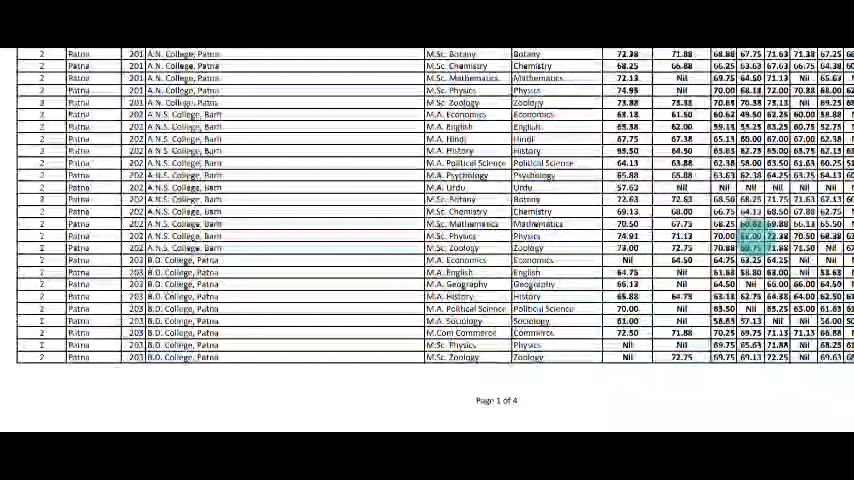 2 Patna 201 A.N. College, Patna M.Sc. Botany Botany 72.38 71.88 68.88 67.75 71.63 71.38 67.25
2 Patna 201 A.N. College, Patna M.Sc. Chemistry Chemistry 68.25 66.88 66.25 63.63 67.63 66.75 64.38
2 Patna 201 A.N. College, Patna M.Sc. Mathematics Mathematics 72.13 Nil 69.75 64.50 71.13 Nil 65.63
2 Patna 201 A.N. College, Patna M.Sc. Physics Physics 74.95 Nil 70.00 68.13 72.00 70.88 68.00
2 Patna 201 A.N. College, Patna M.Sc. Zoology Zoology 73.88 73.38 70.63 70.38 73.13 Nil 69.25
2 Patna 202 A.N.S. College, Barh M.A. Economics Economics 63.13 61.50 60.62 49.50 62.25 60.00 58.88
2 Patna 202 A.N.S. College, Barh M.A. English English 65.38 62.00 59.13 53.25 63.25 60.75 52.75
2 Patna 202 A.N.S. College, Barh M.A. Hindi Hindi 67.75 67.38 65.13 60.00 67.00 67.00 62.38
2 Patna 202 A.N.S. College, Barh M.A. History History 64.50 62.75 65.00 63.75 62.13
2 Patna 202 A.N.S. College, Barh M.A. Political Science Political Science 64.13 63.88 62.38 58.00 63.50 61.63 60.25
2 Patna 202 A.N.S. College, Barh M.A. Psychology Psychology 65.88 65.88 63.63 62.38 64.25 63.75 64.13
2 Patna 202 A.N.S. College, Barh M.A. Urdu Urdu 57.63 Nil Nil Nil Nil Nil Nil
2 Patna 202 A.N.S. College, Barh M.Sc. Botany Botany 72.63 Nil 68.50 68.25 71.75 71.63 67.13
2 Patna 202 A.N.S. College, Barh M.Sc. Chemistry Chemistry 69.13 68.00 66.75 64.13 68.50 67.88 62.75
2 Patna 202 A.N.S. College, Barh M.Sc. Mathematics Mathematics 70.50 67.75 68.25 69.88 66.13 65.50
2 Patna 202 A.N.S. College, Barh M.Sc. Physics Physics 74.91 Nil 70.00 72.38 70.50 68.38
2 Patna 202 A.N.S. College, Barh M.Sc. Zoology Zoology 73.00 72.75 70.88 71.88 71.50 Nil
2 Patna 203 B.D. College, Patna M.A. Economics Economics Nil 64.50 64.75 63.25 64.25 Nil Nil
2 Patna 203 B.D. College, Patna M.A. English English 64.75 Nil 61.63 58.80 63.00 Nil 58.63
2 Patna 203 B.D. College, Patna M.A. Geography Geography 66.13 Nil 64.50 Nil 66.00 66.00 64.50
2 Patna 203 B.D. College, Patna M.A. History History 65.88 64.75 63.13 62.75 64.38 64.00 62.50
2 Patna 203 B.D. College, Patna M.A. Political Science Political Science 70.00 Nil 63.50 Nil 63.25 63.00 61.63
2 Patna 203 B.D. College, Patna M.A. Sociology Sociology 61.00 Nil 58.63 57.13 Nil Nil 56.00
2 Patna 203 B.D. College, Patna M.Com Commerce Commerce 72.50 71.88 70.25 69.75 71.13 71.13 66.88
2 Patna 203 B.D. College, Patna M.Sc. Physics Physics Nil Nil 69.75 65.63 71.88 Nil 68.25
2 Patna 203 B.D. College, Patna M.Sc. Zoology Zoology Nil 72.75 69.75 69.13 72.25 Nil 69.63
Page 1 of 4